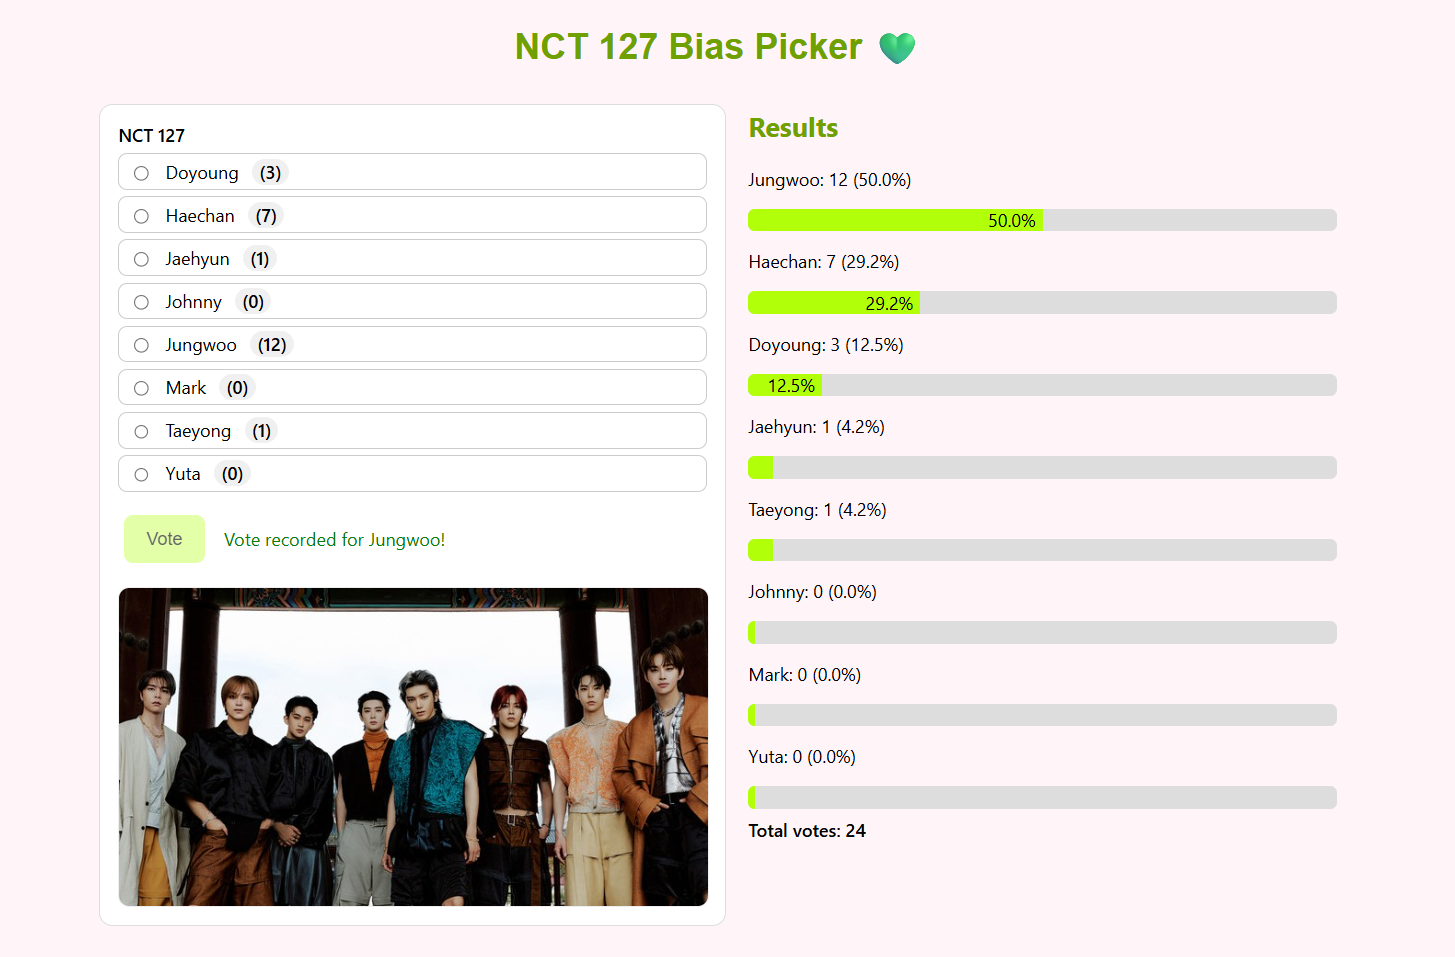 NCT 127 Bias Picker 💚
NCT 127
Doyoung (3)
Haechan (7)
Jaehyun (1)
Johnny (0)
Jungwoo (12)
Mark (0)
Taeyong (1)
Yuta (0)
Vote Vote recorded for Jungwoo!
Results
Jungwoo: 12 (50.0%)
50.0%
Haechan: 7 (29.2%)
29.2%
Doyoung: 3 (12.5%)
12.5%
Jaehyun: 1 (4.2%)
Taeyong: 1 (4.2%)
Johnny: 0 (0.0%)
Mark: 0 (0.0%)
Yuta: 0 (0.0%)
Total votes: 24